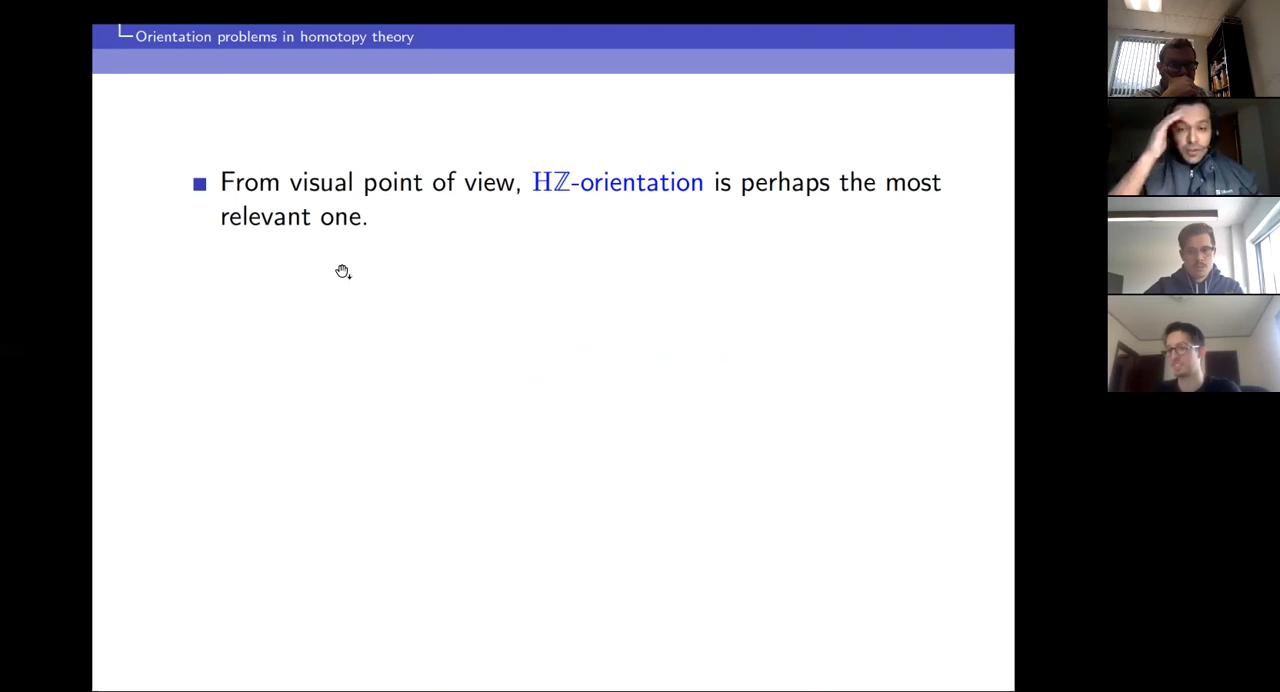 Orientation problems in homotopy theory
From visual point of view, Hℤ-orientation is perhaps the most
relevant one.